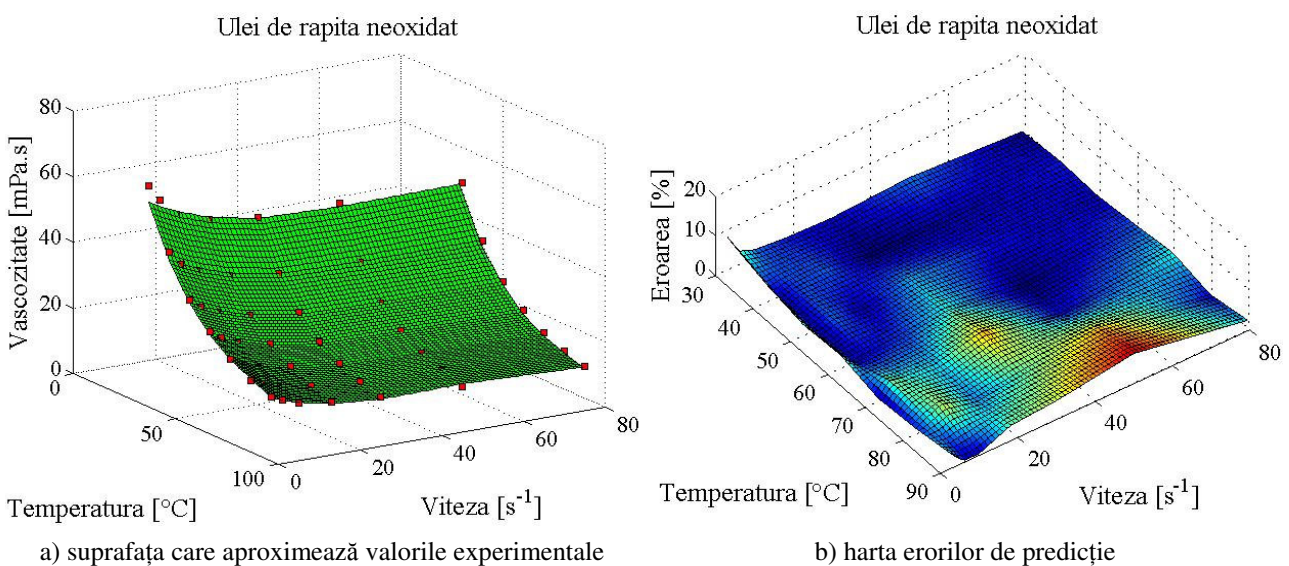 Ulei de rapita neoxidat
80
60
40
20
0
Vascozitate [mPa.s]
0
50
100
Temperatura [°C]
0
20
40
60
80
Viteza [s⁻¹]
a) suprafața care aproximează valorile experimentale
Ulei de rapita neoxidat
20
10
0
Eroarea [%]
30
40
50
60
70
80
90
Temperatura [°C]
0
20
40
60
80
Viteza [s⁻¹]
b) harta erorilor de predicție